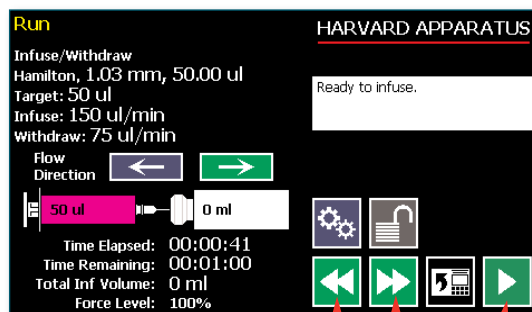 Run
HARVARD APPARATUS
Infuse/Withdraw
Hamilton, 1.03 mm, 50.00 ul
Target: 50 ul
Infuse: 150 ul/min
Withdraw: 75 ul/min
Ready to infuse.
Flow
Direction
50 ul
0 ml
Time Elapsed: 00:00:41
Time Remaining: 00:01:00
Total Inf Volume: 0 ml
Force Level: 100%